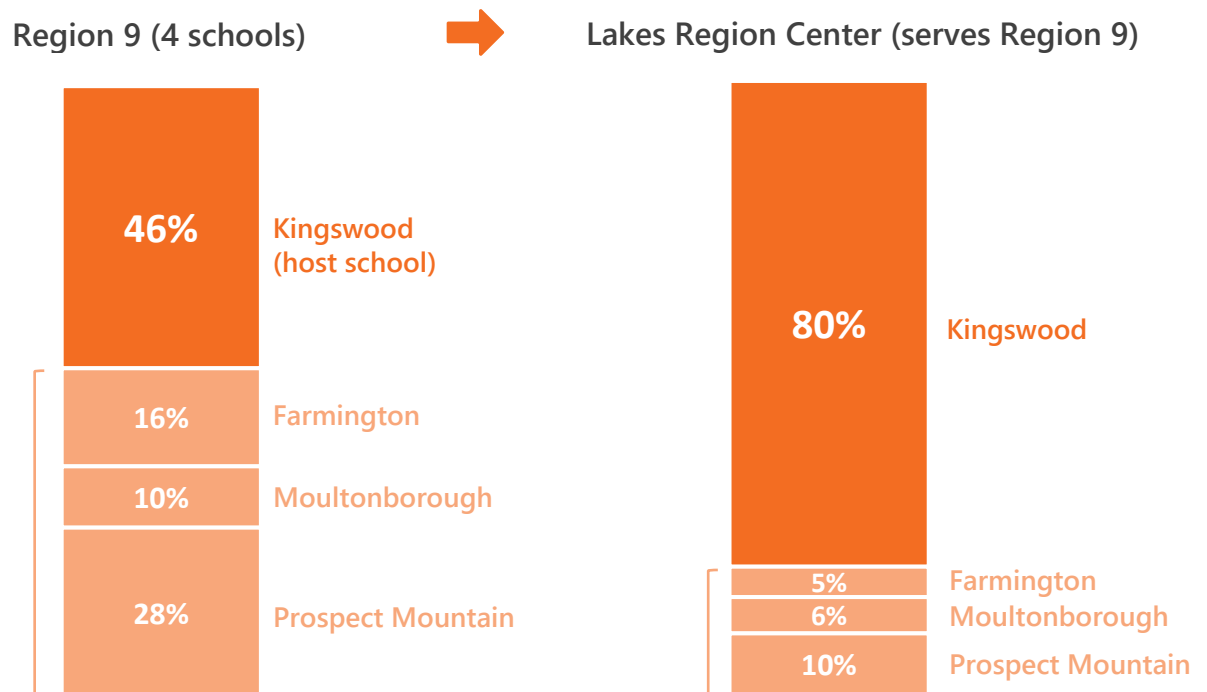 Region 9 (4 schools)
46%
Kingswood
(host school)
16%
Farmington
10%
Moultonborough
28%
Prospect Mountain
Lakes Region Center (serves Region 9)
80%
Kingswood
5%
Farmington
6%
Moultonborough
10%
Prospect Mountain